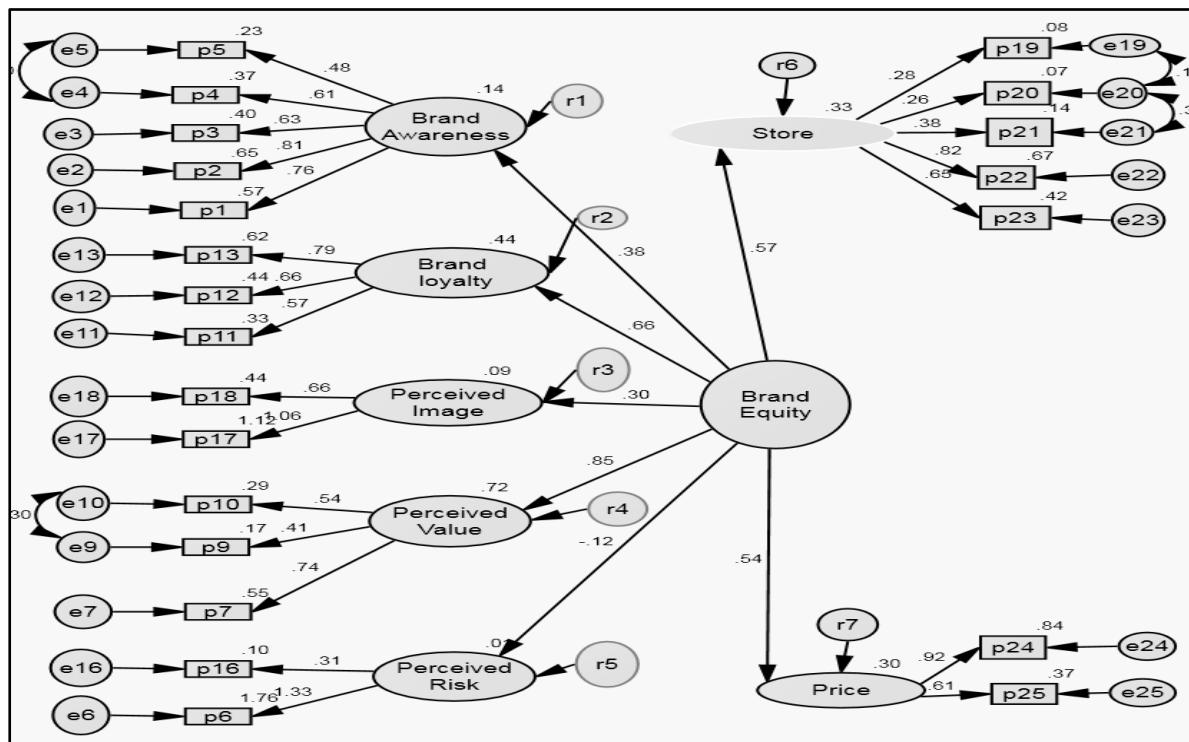 .23
e5
p5
.48
.37
e4
p4
.61
.40
e3
p3
.63
.65
e2
p2
.81
.57
e1
p1
.76
.14
Brand
Awareness
r1
.62
e13
p13
.79
.44
e12
p12
.66
.33
e11
p11
.57
.44
Brand
loyalty
r2
.44
e18
p18
.66
1.12
e17
p17
1.06
.09
Perceived
Image
r3
.29
e10
p10
.54
.17
e9
p9
.41
.55
e7
p7
.74
.72
Perceived
Value
r4
.10
e16
p16
.31
1.76
e6
p6
1.33
Perceived
Risk
r5
.38
.66
.30
.85
-.12
.57
.54
Brand
Equity
r6
.33
Store
.28
.08
p19
e19
.26
.07
p20
e20
.38
.14
p21
e21
.82
.67
p22
e22
.65
.42
p23
e23
r7
.30
Price
.92
.84
p24
e24
.61
.37
p25
e25